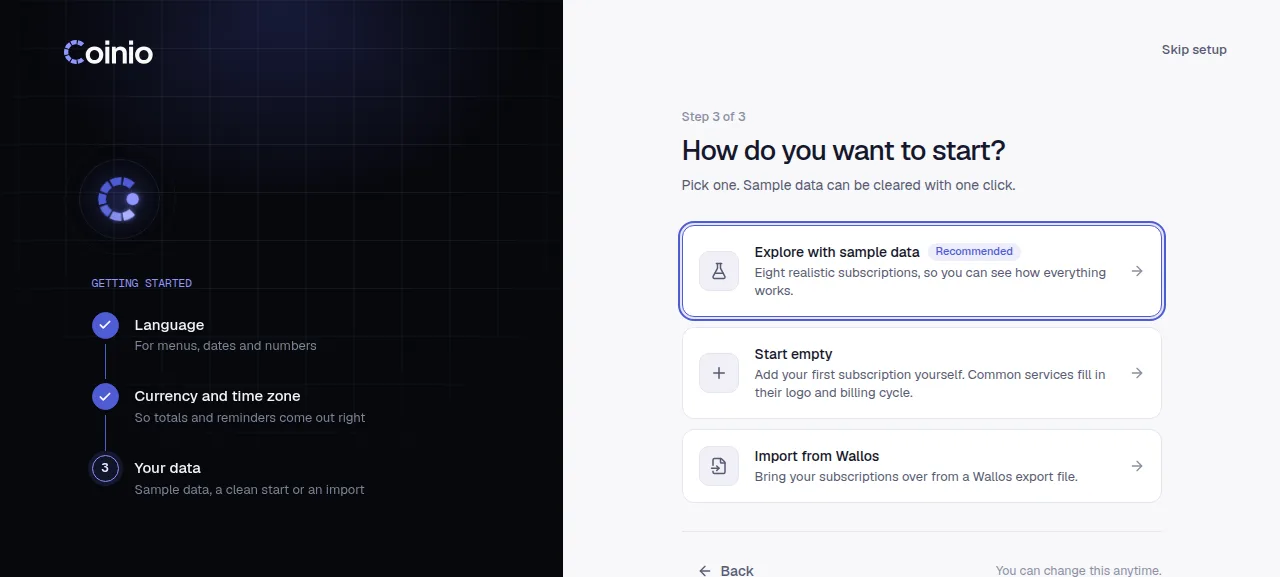 Coinio
GETTING STARTED
Language
For menus, dates and numbers
Currency and time zone
So totals and reminders come out right
3
Your data
Sample data, a clean start or an import
Skip setup
Step 3 of 3
How do you want to start?
Pick one. Sample data can be cleared with one click.
Explore with sample data Recommended
Eight realistic subscriptions, so you can see how everything
works.
Start empty
Add your first subscription yourself. Common services fill in
their logo and billing cycle.
Import from Wallos
Bring your subscriptions over from a Wallos export file.
Back
You can change this anytime.